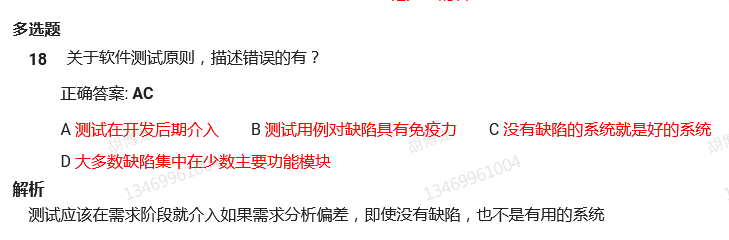 多选题
18 关于软件测试原则，描述错误的有？
正确答案: AC
A 测试在开发后期介入 B 测试用例对缺陷具有免疫力 C 没有缺陷的系统就是好的系统
D 大多数缺陷集中在少数主要功能模块
解析
测试应该在需求阶段就介入如果需求分析偏差，即使没有缺陷，也不是有用的系统
13469961004